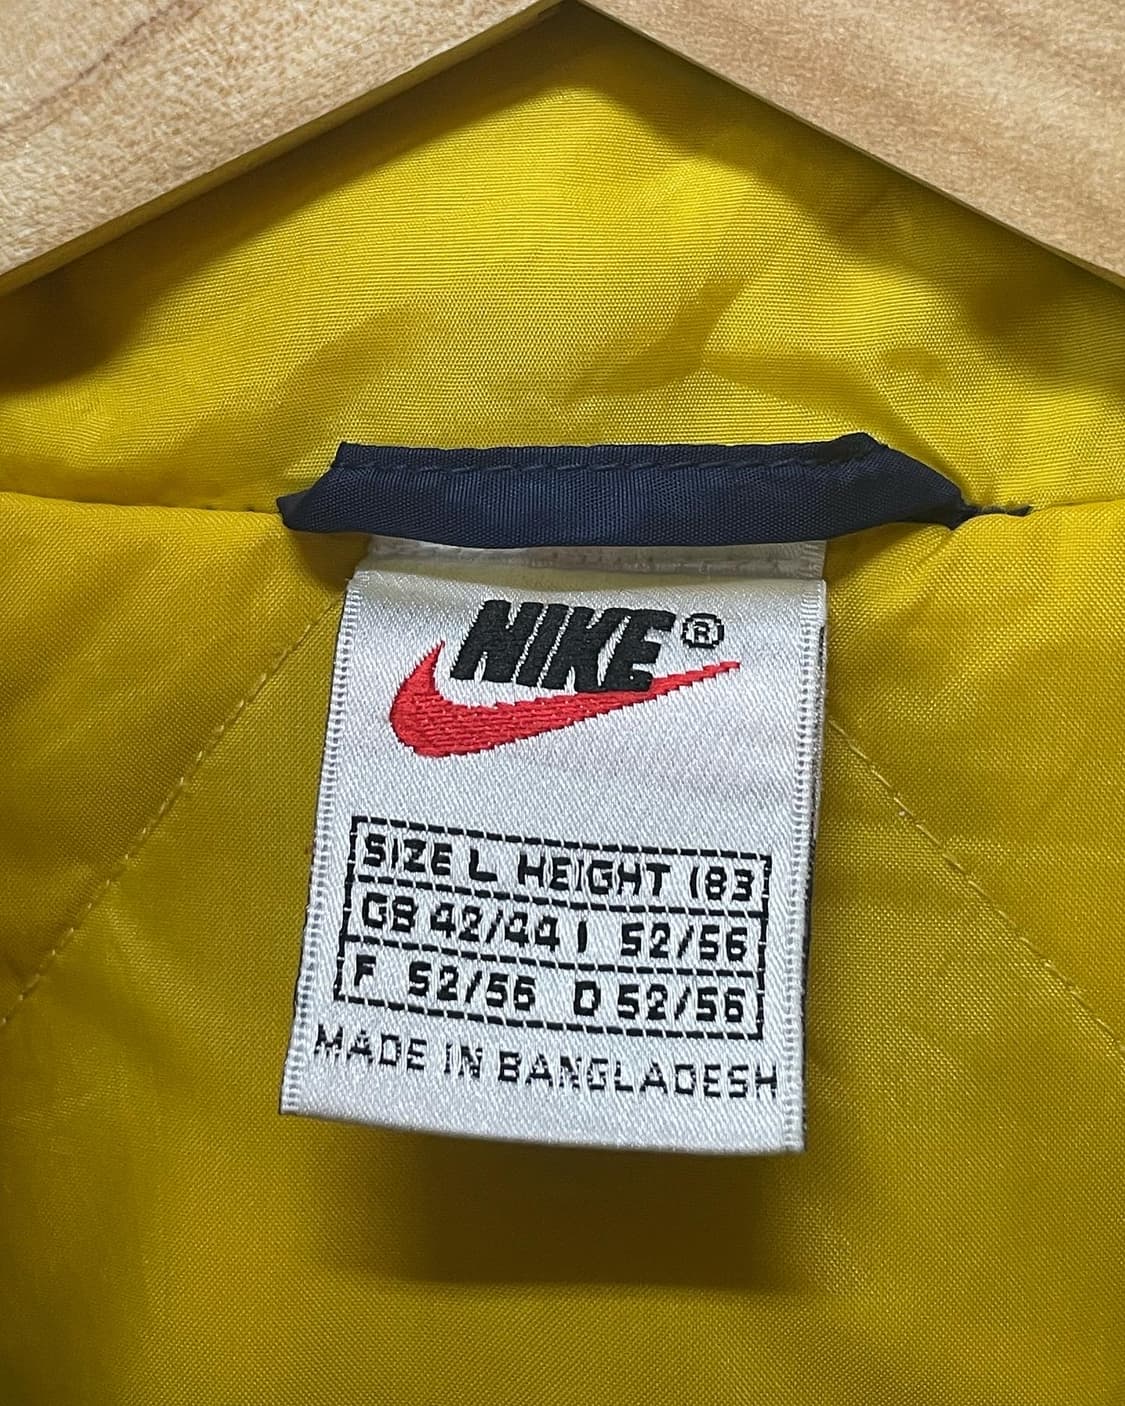 NIKE®
SIZE L HEIGHT 183
GB 42/44 I 52/56
F 52/56 D 52/56
MADE IN BANGLADESH